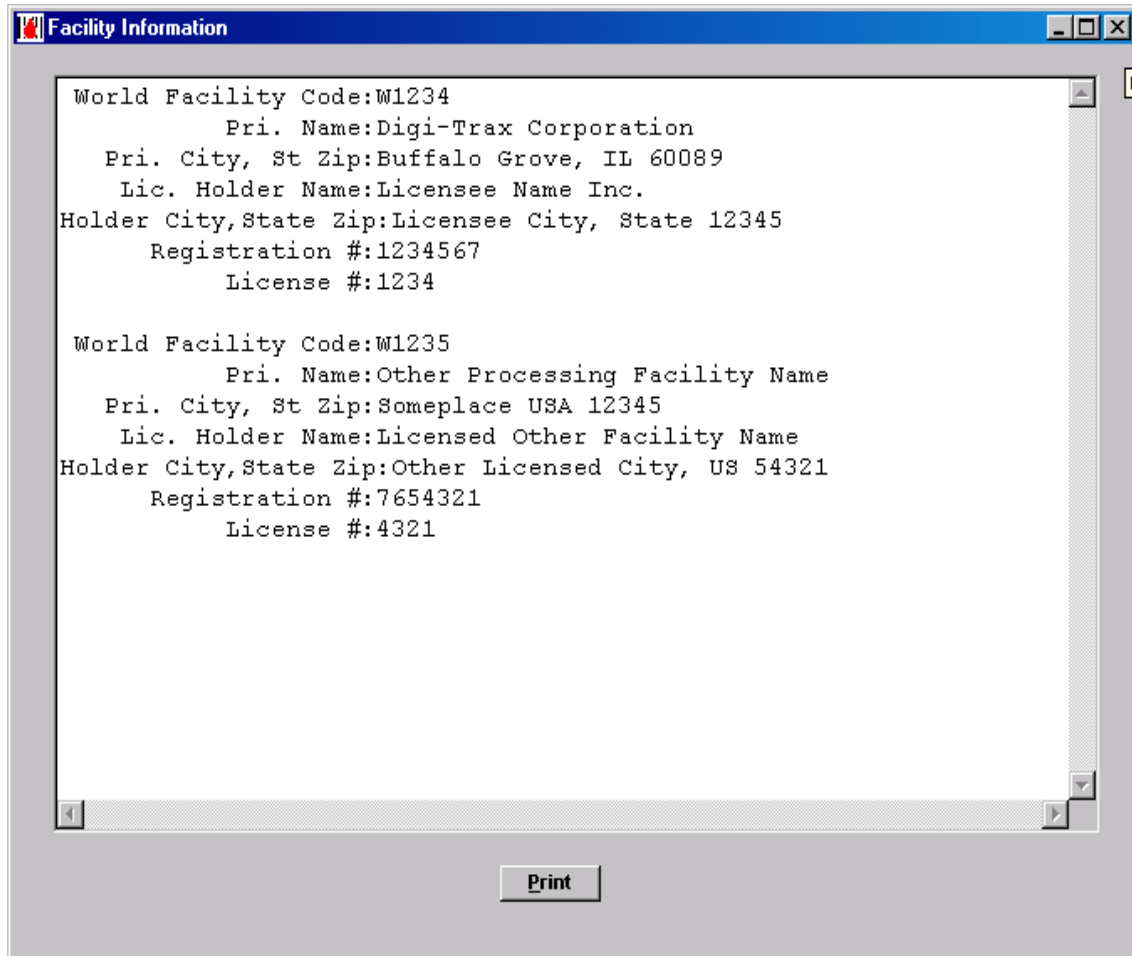 Facility Information
World Facility Code:W1234
Pri. Name:Digi-Trax Corporation
Pri. City, St Zip:Buffalo Grove, IL 60089
Lic. Holder Name:Licensee Name Inc.
Holder City,State Zip:Licensee City, State 12345
Registration #:1234567
License #:1234
World Facility Code:W1235
Pri. Name:Other Processing Facility Name
Pri. City, St Zip:Someplace USA 12345
Lic. Holder Name:Licensed Other Facility Name
Holder City,State Zip:Other Licensed City, US 54321
Registration #:7654321
License #:4321
Print